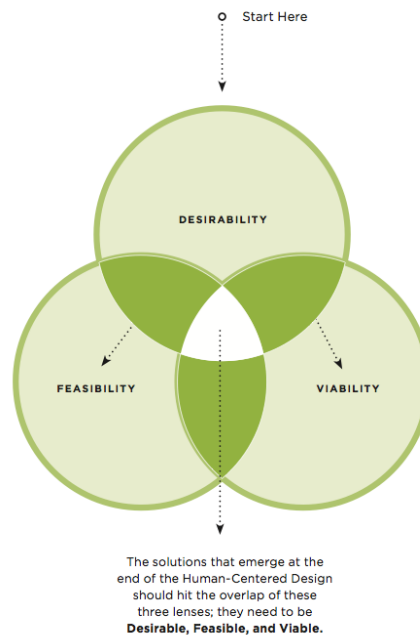 Start Here
DESIRABILITY
FEASIBILITY
VIABILITY
The solutions that emerge at the
end of the Human-Centered Design
should hit the overlap of these
three lenses; they need to be
Desirable, Feasible, and Viable.